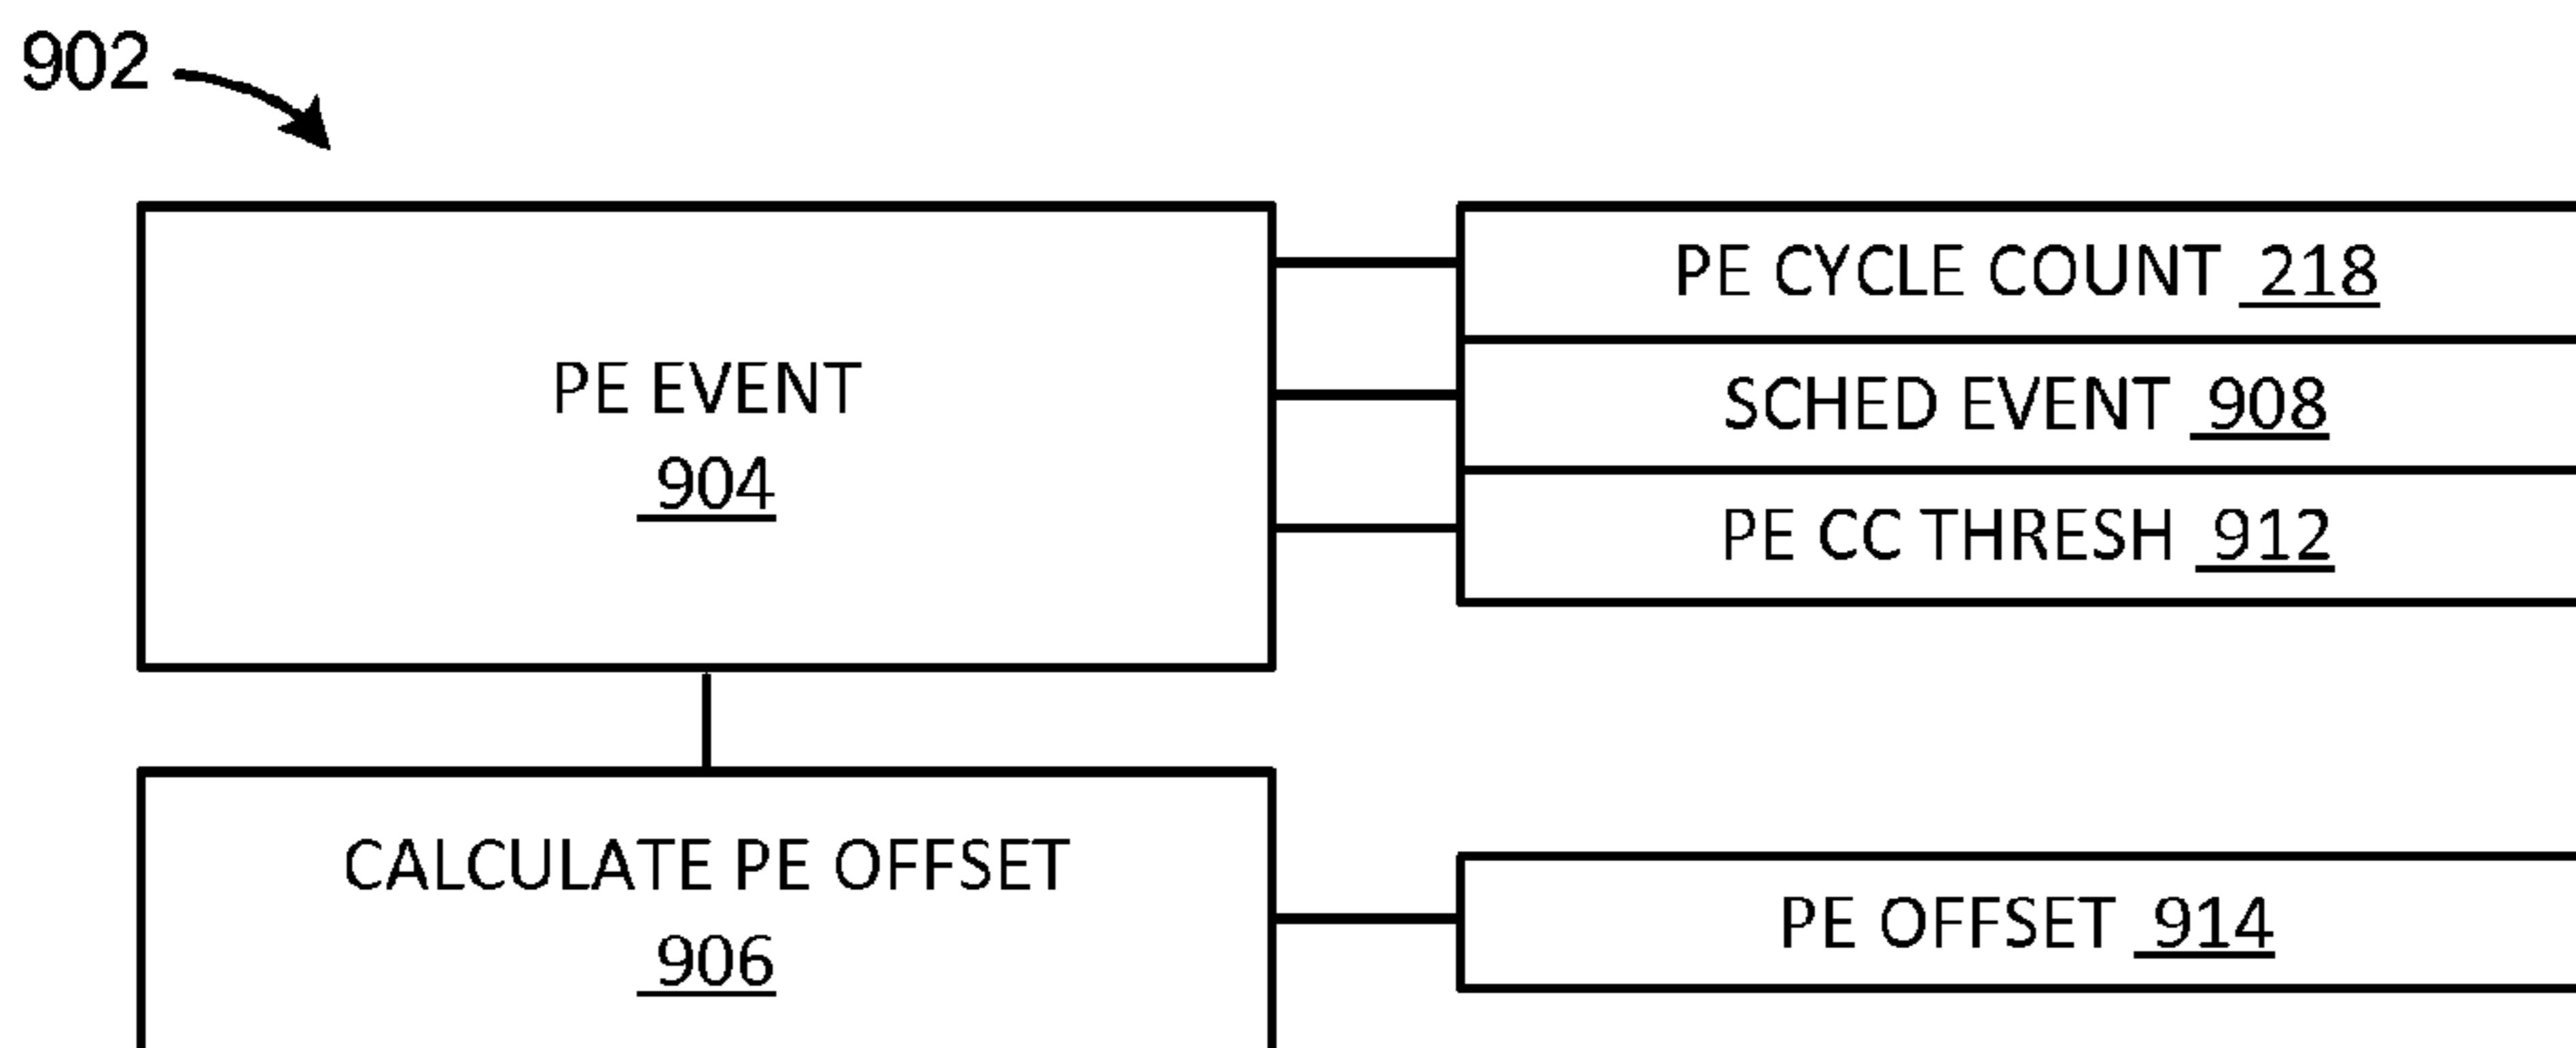 902
PE EVENT
904
PE CYCLE COUNT 218
SCHED EVENT 908
PE CC THRESH 912
CALCULATE PE OFFSET
906
PE OFFSET 914